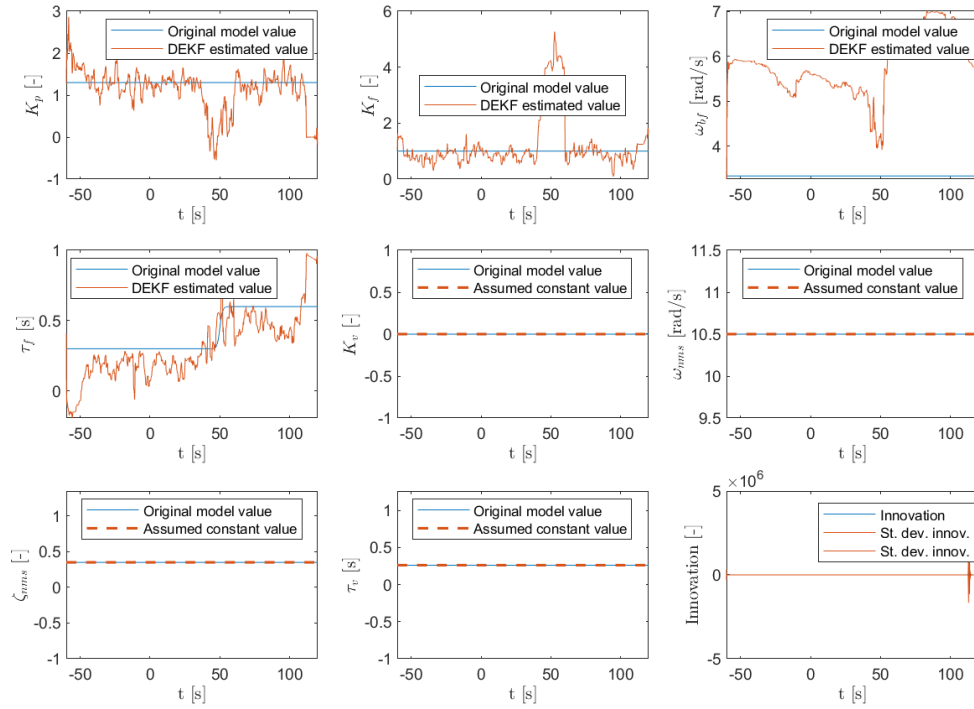 3
2
1
0
-1
K_p [-]
Original model value
DEKF estimated value
-50
0
50
100
t [s]
6
4
2
0
K_f [-]
Original model value
DEKF estimated value
-50
0
50
100
t [s]
7
6
5
4
ω_bf [rad/s]
Original model value
DEKF estimated value
-50
0
50
100
t [s]
1
0.5
0
τ_f [s]
Original model value
DEKF estimated value
-50
0
50
100
t [s]
1
0.5
0
-0.5
-1
K_v [-]
Original model value
Assumed constant value
-50
0
50
100
t [s]
11.5
11
10.5
10
9.5
ω_nms [rad/s]
Original model value
Assumed constant value
-50
0
50
100
t [s]
1
0.5
0
-0.5
-1
ζ_nms [-]
Original model value
Assumed constant value
-50
0
50
100
t [s]
1
0.5
0
-0.5
-1
τ_v [s]
Original model value
Assumed constant value
-50
0
50
100
t [s]
×10^6
5
0
-5
Innovation [-]
Innovation
St. dev. innov.
St. dev. innov.
-50
0
50
100
t [s]